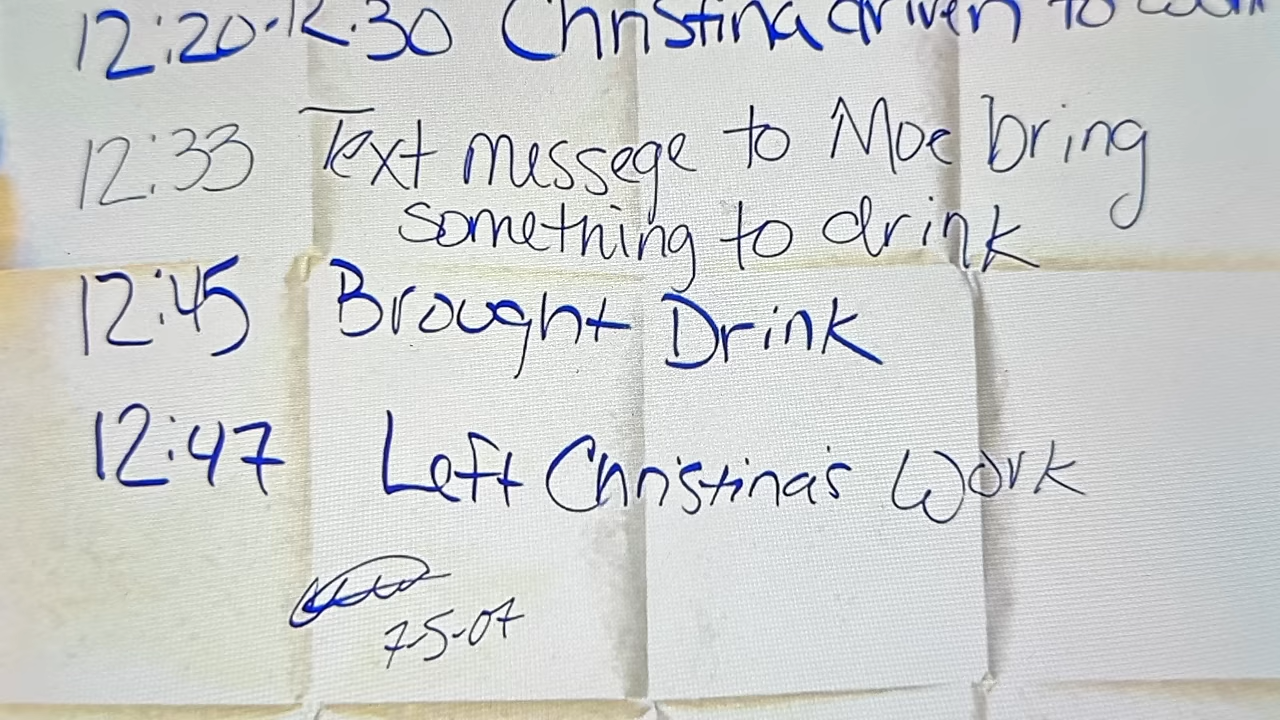 12:20-12:30 Christina driven to work
12:33 Text messege to Moe bring
something to drink
12:45 Brought Drink
12:47 Left Christina's Work
7-5-07